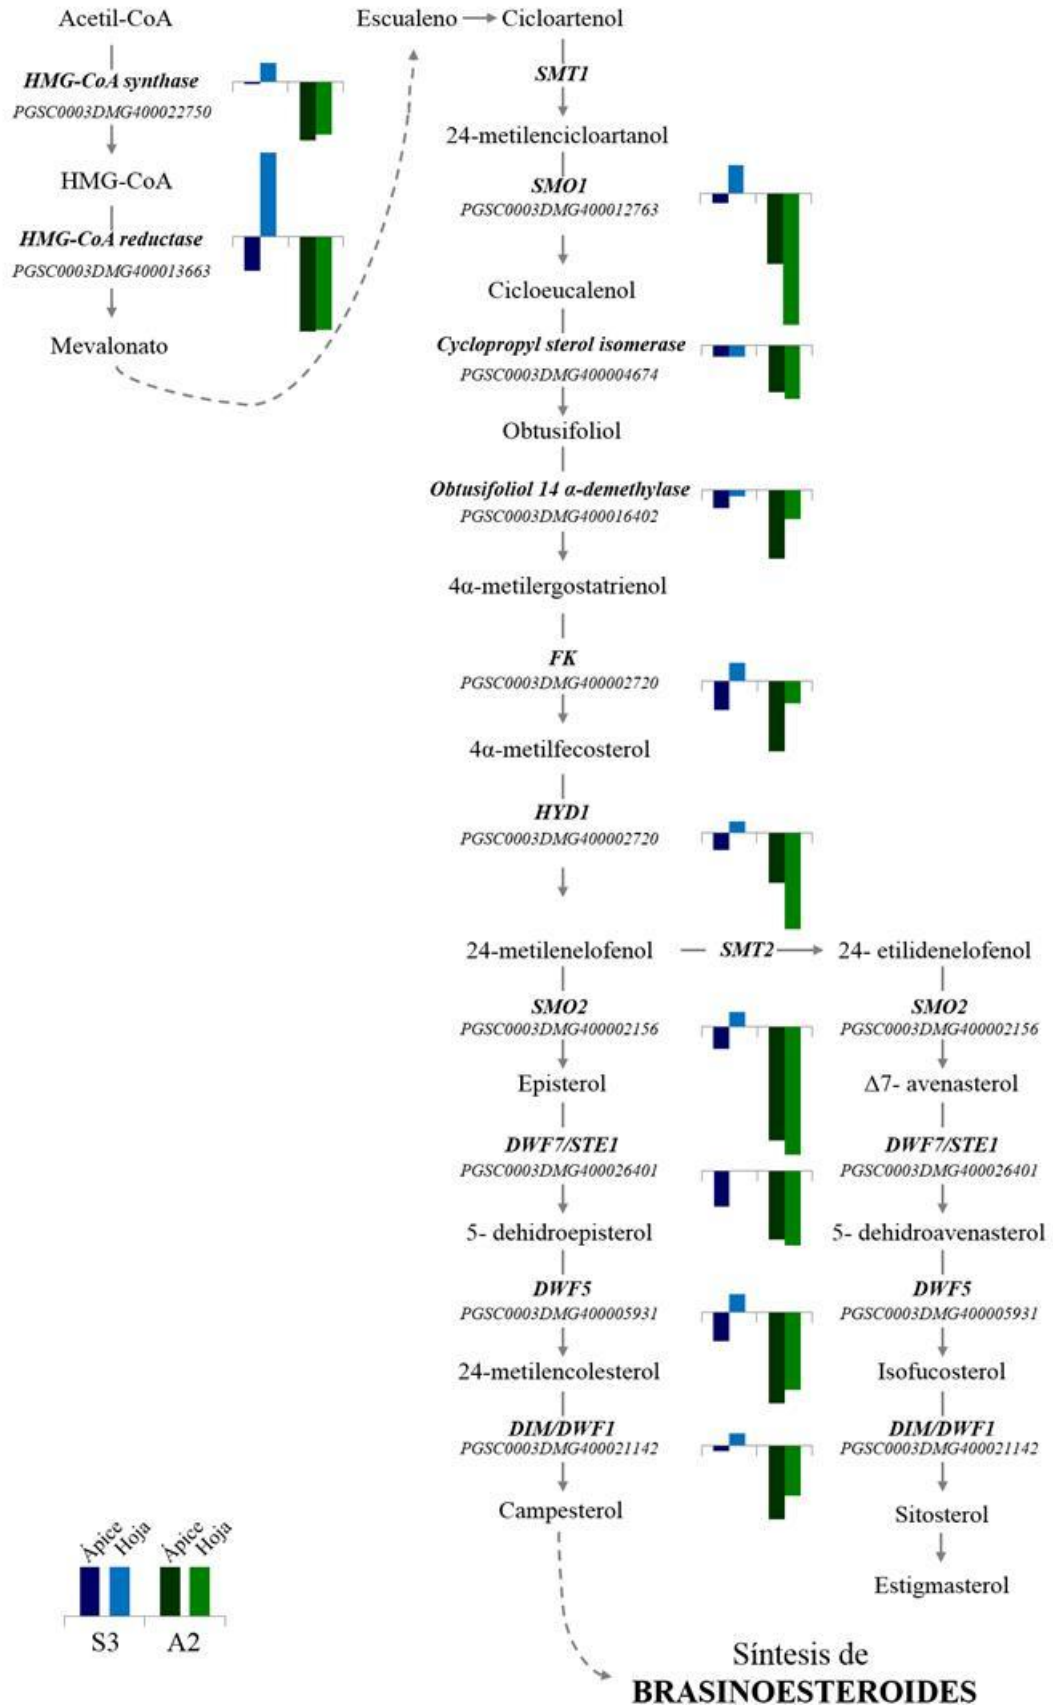 Acetil-CoA
HMG-CoA synthase
PGSC0003DMG400022750
HMG-CoA
HMG-CoA reductase
PGSC0003DMG400013663
Mevalonato
Escualeno
Cicloartenol
SMT1
24-metilencicloartanol
SMO1
PGSC0003DMG400012763
Cicloeucalenol
Cyclopropyl sterol isomerase
PGSC0003DMG400004674
Obtusifoliol
Obtusifoliol 14 α-demethylase
PGSC0003DMG400016402
4α-metilergostatrienol
FK
PGSC0003DMG400002720
4α-metilfecosterol
HYD1
PGSC0003DMG400002720
24-metilenelofenol
SMT2
24- etilidenelofenol
SMO2
PGSC0003DMG400002156
Episterol
DWF7/STE1
PGSC0003DMG400026401
5- dehidroepisterol
DWF5
PGSC0003DMG400005931
24-metilencolesterol
DIM/DWF1
PGSC0003DMG400021142
Campesterol
SMO2
PGSC0003DMG400002156
Δ7- avenasterol
DWF7/STE1
PGSC0003DMG400026401
5- dehidroavenasterol
DWF5
PGSC0003DMG400005931
Isofucosterol
DIM/DWF1
PGSC0003DMG400021142
Sitosterol
Estigmasterol
Ápice
Hoja
Ápice
Hoja
S3
A2
Síntesis de
BRASINOESTEROIDES